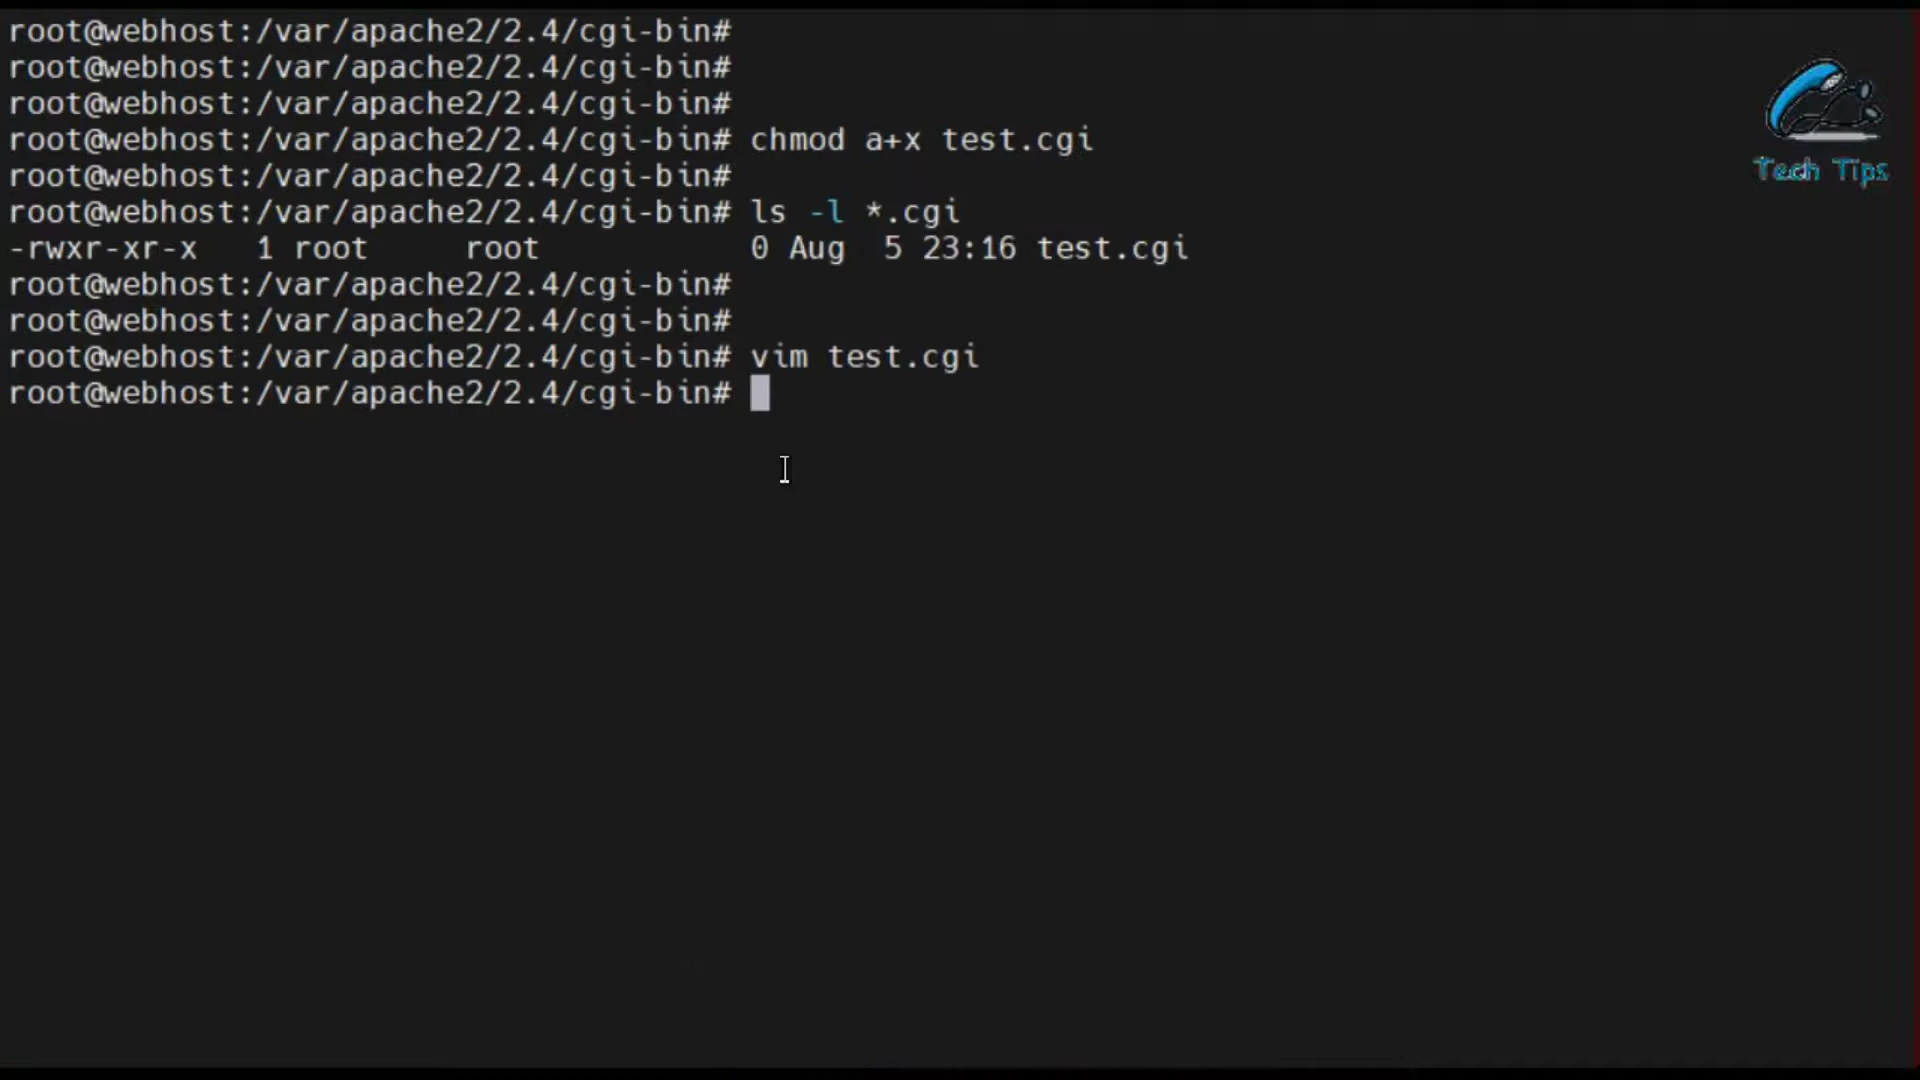 root@webhost:/var/apache2/2.4/cgi-bin#
root@webhost:/var/apache2/2.4/cgi-bin#
root@webhost:/var/apache2/2.4/cgi-bin#
root@webhost:/var/apache2/2.4/cgi-bin# chmod a+x test.cgi
root@webhost:/var/apache2/2.4/cgi-bin#
root@webhost:/var/apache2/2.4/cgi-bin# ls -l *.cgi
-rwxr-xr-x   1 root     root           0 Aug  5 23:16 test.cgi
root@webhost:/var/apache2/2.4/cgi-bin#
root@webhost:/var/apache2/2.4/cgi-bin#
root@webhost:/var/apache2/2.4/cgi-bin# vim test.cgi
root@webhost:/var/apache2/2.4/cgi-bin#
Tech Tips